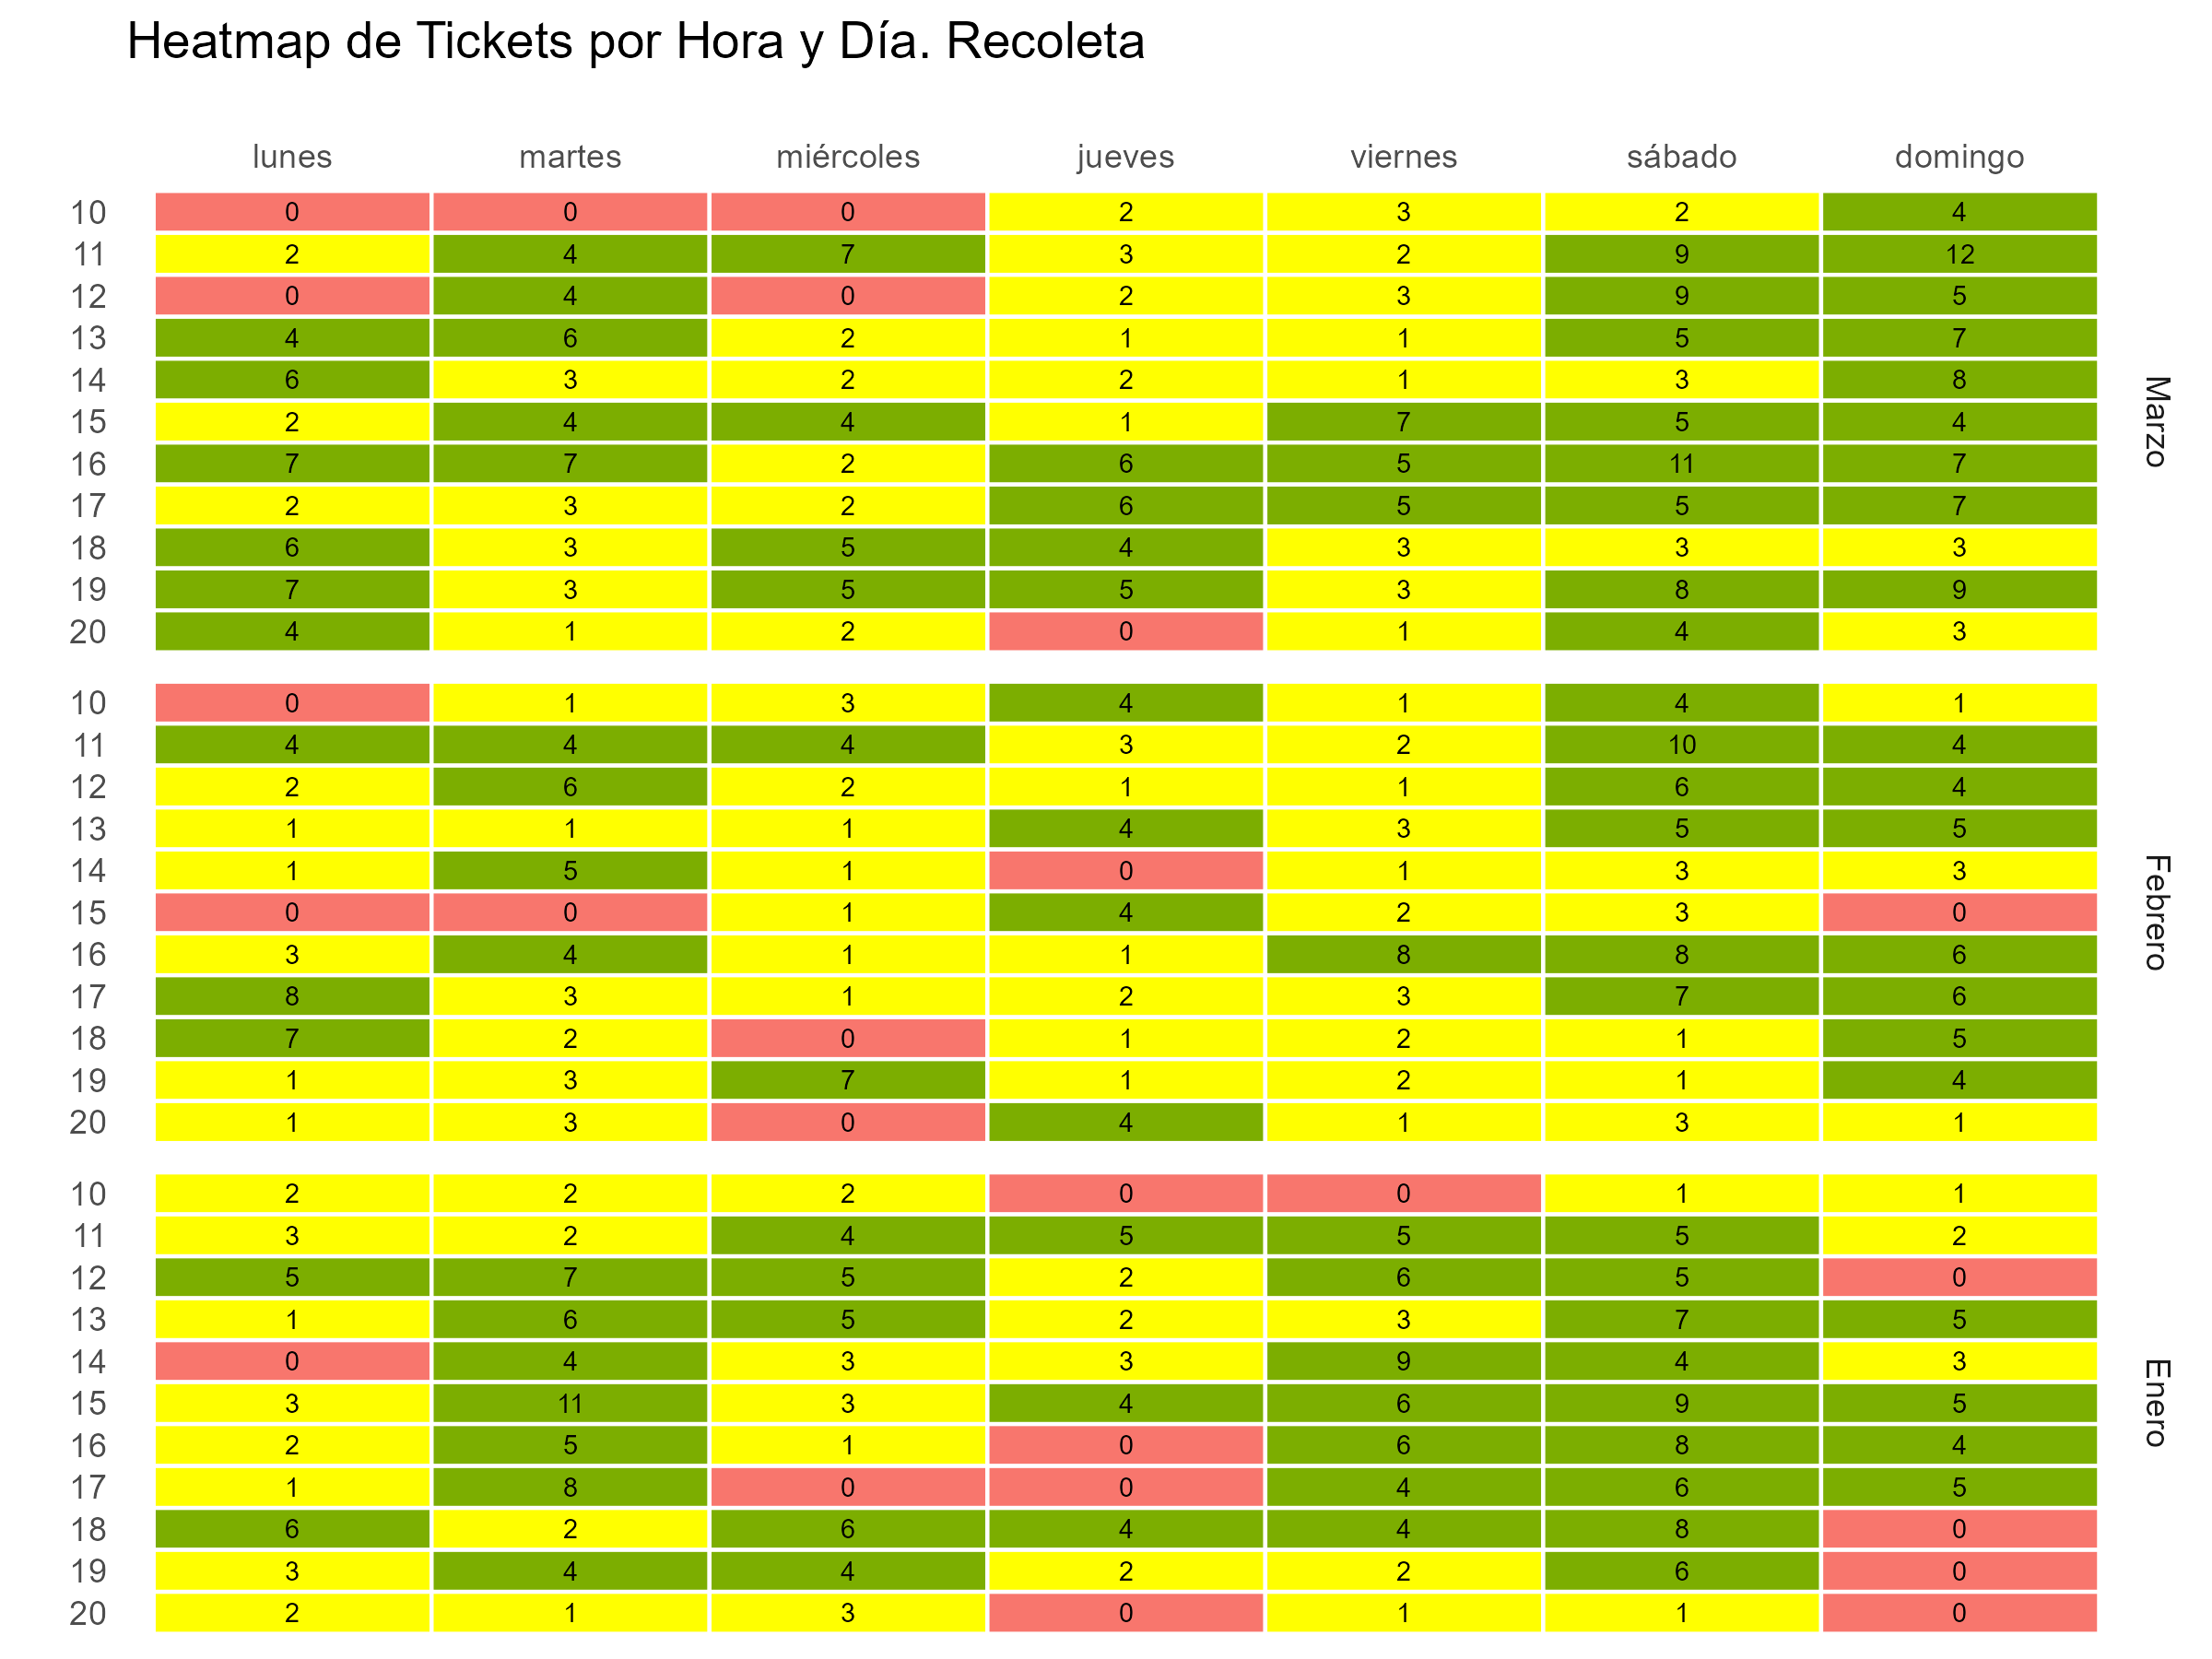 Heatmap de Tickets por Hora y Día. Recoleta
lunes martes miércoles jueves viernes sábado domingo
10 0 0 0 2 3 2 4
11 2 4 7 3 2 9 12
12 0 4 0 2 3 9 5
13 4 6 2 1 1 5 7
14 6 3 2 2 1 3 8
15 2 4 4 1 7 5 4
16 7 7 2 6 5 11 7
17 2 3 2 6 5 5 7
18 6 3 5 4 3 3 3
19 7 3 5 5 3 8 9
20 4 1 2 0 1 4 3
Marzo
10 0 1 3 4 1 4 1
11 4 4 4 3 2 10 4
12 2 6 2 1 1 6 4
13 1 1 1 4 3 5 5
14 1 5 1 0 1 3 3
15 0 0 1 4 2 3 0
16 3 4 1 1 8 8 6
17 8 3 1 2 3 7 6
18 7 2 0 1 2 1 5
19 1 3 7 1 2 1 4
20 1 3 0 4 1 3 1
Febrero
10 2 2 2 0 0 1 1
11 3 2 4 5 5 5 2
12 5 7 5 2 6 5 0
13 1 6 5 2 3 7 5
14 0 4 3 3 9 4 3
15 3 11 3 4 6 9 5
16 2 5 1 0 6 8 4
17 1 8 0 0 4 6 5
18 6 2 6 4 4 8 0
19 3 4 4 2 2 6 0
20 2 1 3 0 1 1 0
Enero